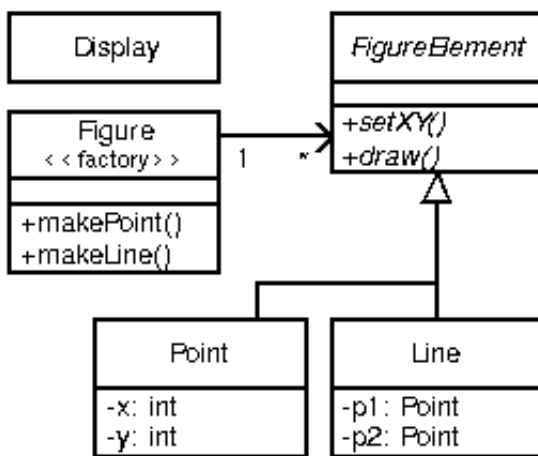 Display
FigureElement
+setXY()
+draw()
Figure
< < factory > >
1
*
+makePoint()
+makeLine()
Point
-x: int
-y: int
Line
-p1: Point
-p2: Point